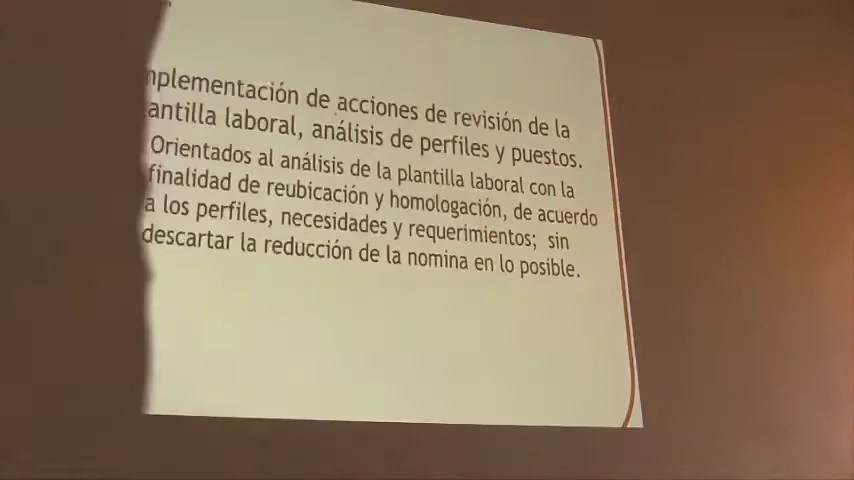 nplementación de acciones de revisión de la
antilla laboral, análisis de perfiles y puestos.
Orientados al análisis de la plantilla laboral con la
finalidad de reubicación y homologación, de acuerdo
a los perfiles, necesidades y requerimientos; sin
descartar la reducción de la nomina en lo posible.